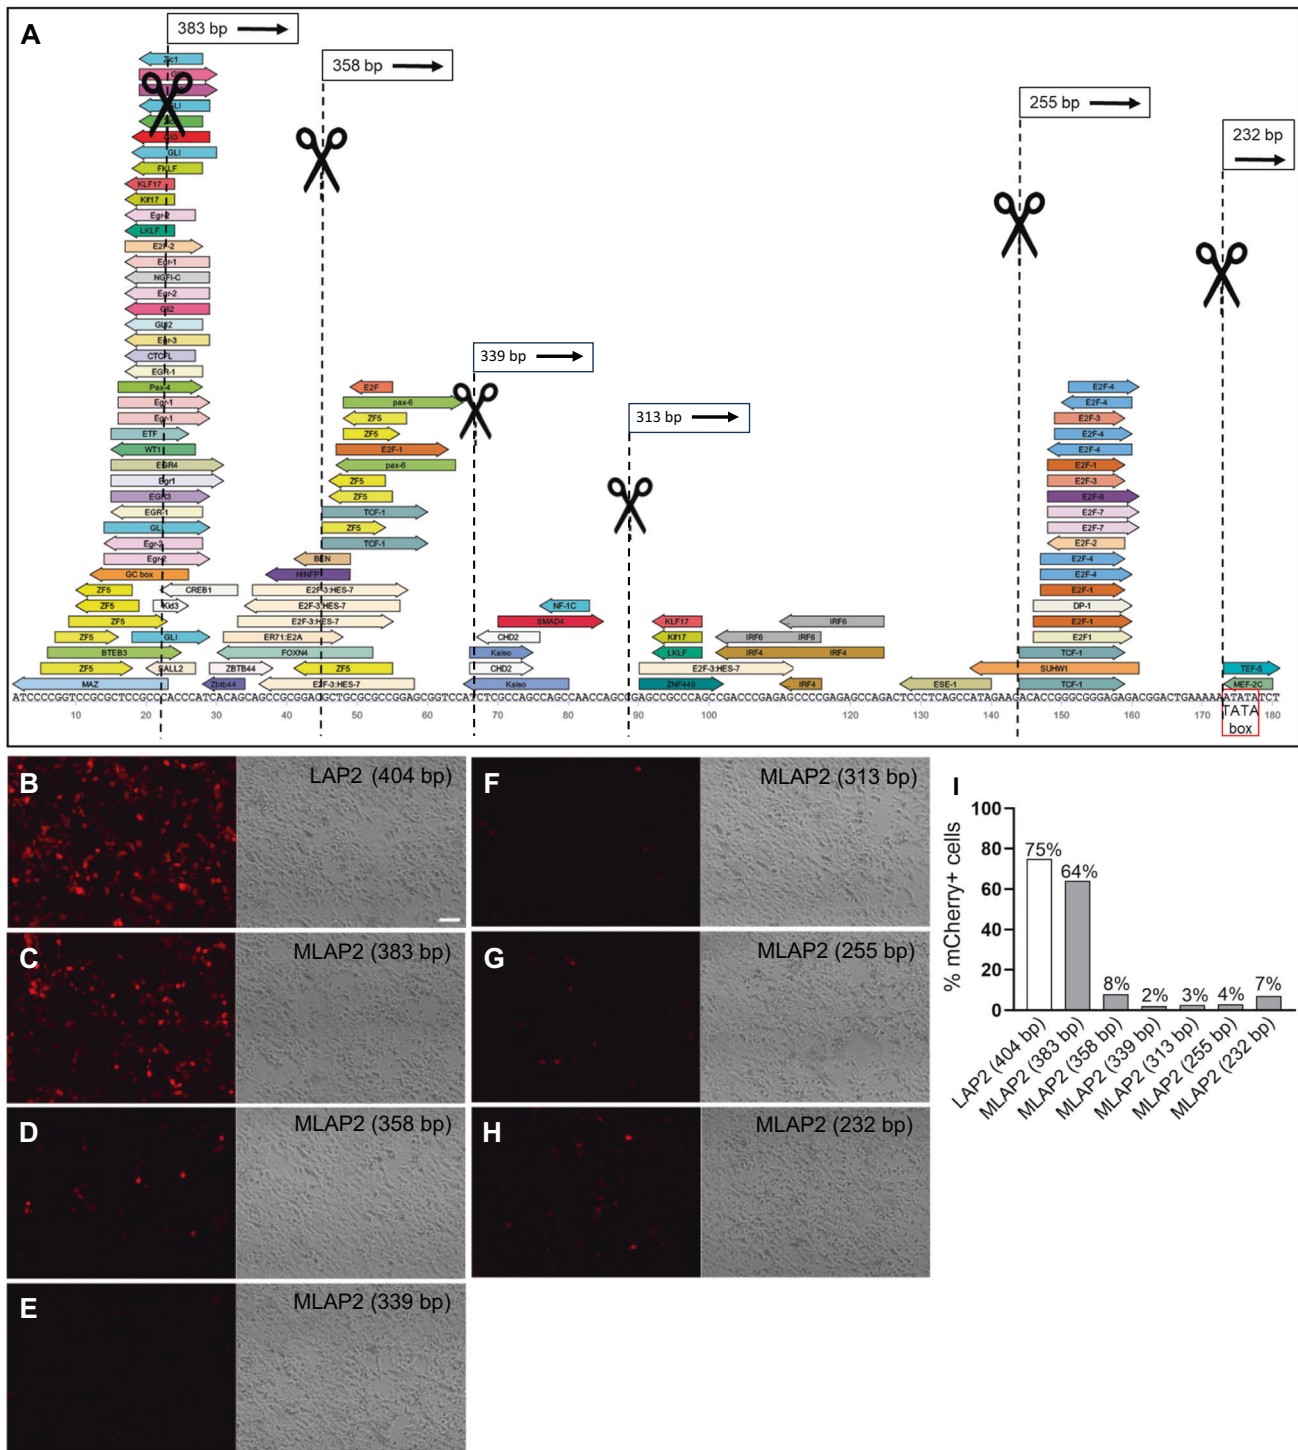 A
383 bp
358 bp
255 bp
232 bp
339 bp
313 bp
Zic1
GLI
Gli3
GLI
FKLF
KLF17
Klf17
Egr-2
LKLF
E2F-2
Egr-1
NGFI-C
Egr-2
Gli2
GLI2
Egr-3
CTCFL
EGR-1
Pax-4
Egr-1
Egr-1
ETF
WT1
EGR4
Egr1
EGR3
EGR-1
GLI
Egr-2
Egr-2
GC box
ZF5
CREB1
ZF5
Kid3
ZF5
ZF5
GLI
BTEB3
ZF5
SALL2
MAZ
E2F
pax-6
ZF5
ZF5
E2F-1
pax-6
ZF5
ZF5
TCF-1
ZF5
TCF-1
BEN
HINFP
E2F-3:HES-7
E2F-3:HES-7
E2F-3:HES-7
ER71:E2A
FOXN4
ZBTB44
ZF5
Zbtb44
E2F-3:HES-7
NF-1C
SMAD4
CHD2
Kaiso
CHD2
Kaiso
KLF17
IRF6
Klf17
IRF6
IRF6
LKLF
IRF4
IRF4
E2F-3:HES-7
ZNF449
IRF4
ESE-1
E2F-4
E2F-4
E2F-3
E2F-4
E2F-4
E2F-1
E2F-3
E2F-6
E2F-7
E2F-7
E2F-2
E2F-4
E2F-4
E2F-1
DP-1
E2F-1
E2F1
TCF-1
SUHW1
TCF-1
TEF-5
MEF-2C
10 20 30 40 50 60 70 80 90 100 110 120 130 140 150 160 170 180
TATA
box
B
LAP2 (404 bp)
C
MLAP2 (383 bp)
D
MLAP2 (358 bp)
E
MLAP2 (339 bp)
F
MLAP2 (313 bp)
G
MLAP2 (255 bp)
H
MLAP2 (232 bp)
I
% mCherry+ cells
100
80
60
40
20
0
75%
64%
8%
2%
3%
4%
7%
LAP2 (404 bp)
MLAP2 (383 bp)
MLAP2 (358 bp)
MLAP2 (339 bp)
MLAP2 (313 bp)
MLAP2 (255 bp)
MLAP2 (232 bp)